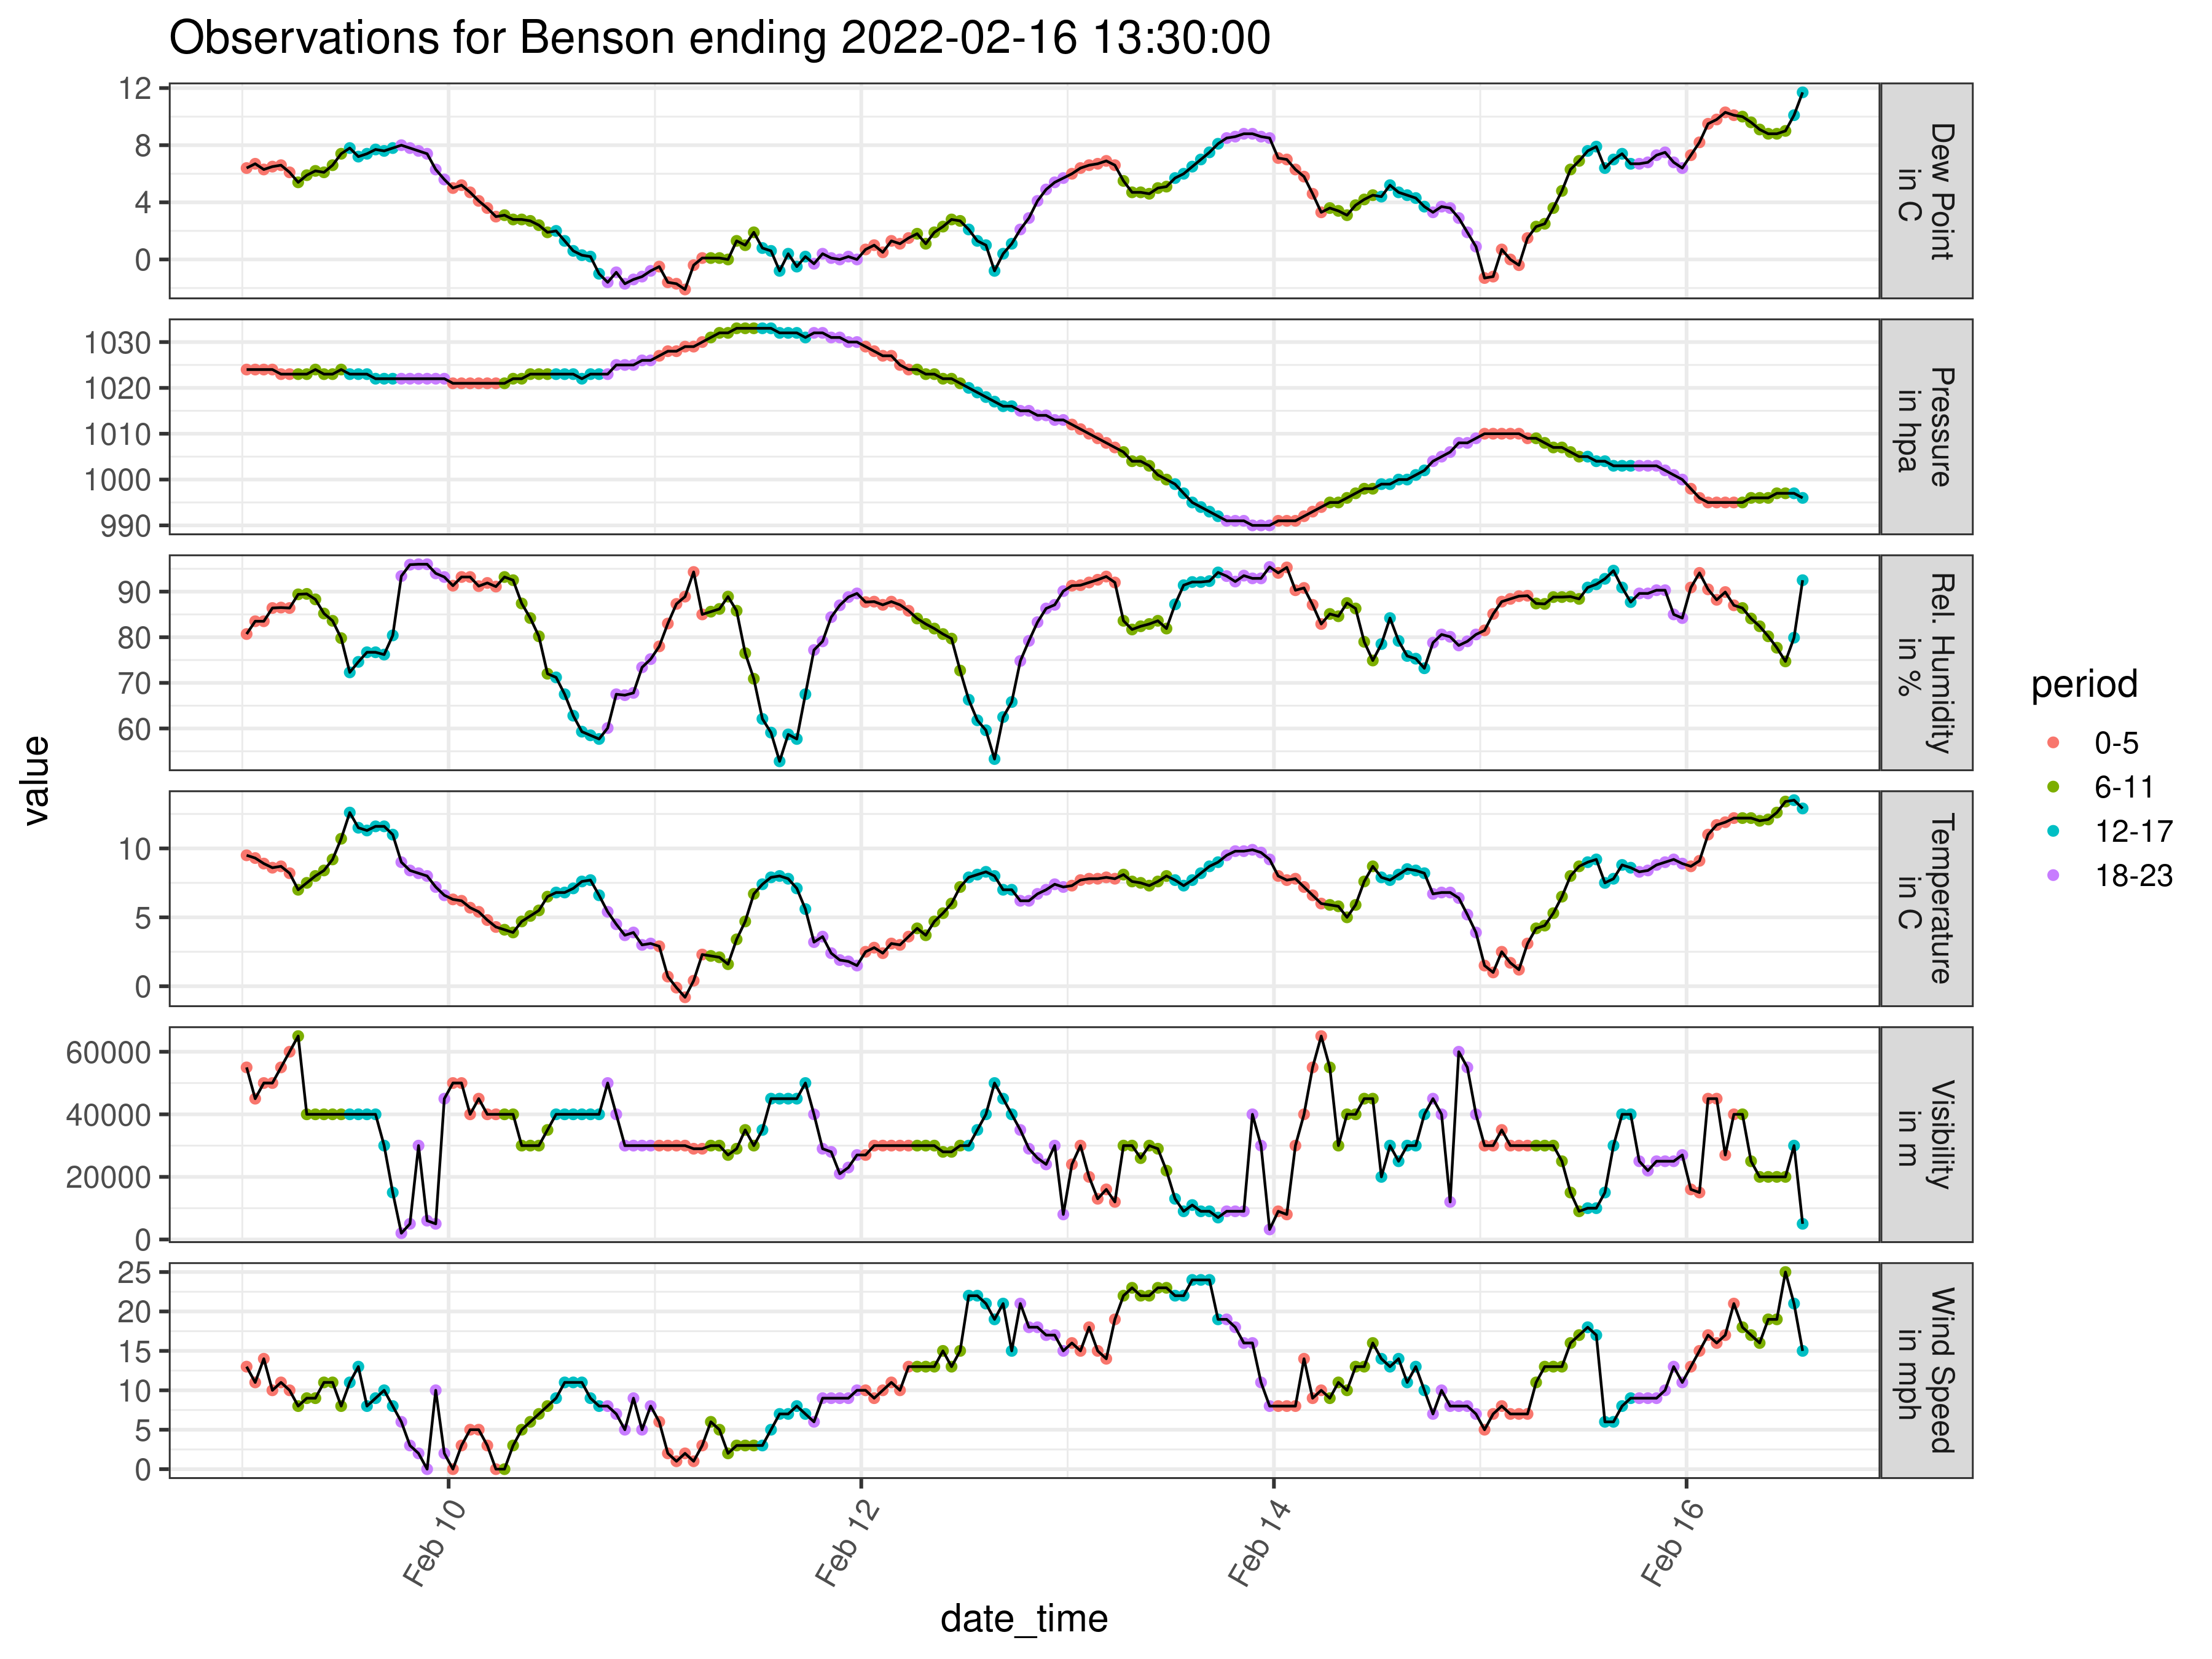 Observations for Benson ending 2022-02-16 13:30:00
value
12
8
4
0
Dew Point
in C
1030
1020
1010
1000
990
Pressure
in hpa
90
80
70
60
Rel. Humidity
in %
10
5
0
Temperature
in C
60000
40000
20000
0
Visibility
in m
25
20
15
10
5
0
Wind Speed
in mph
Feb 10
Feb 12
Feb 14
Feb 16
date_time
period
0-5
6-11
12-17
18-23